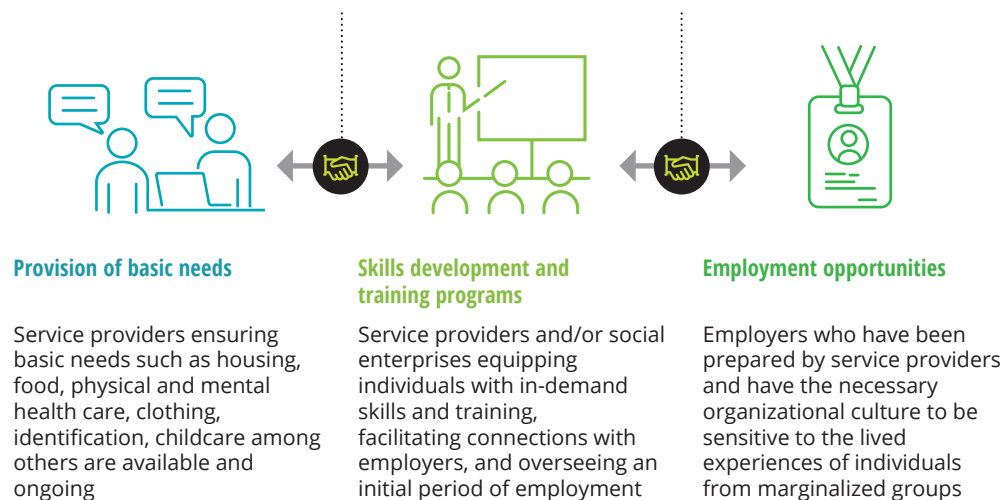 Provision of basic needs
Service providers ensuring
basic needs such as housing,
food, physical and mental
health care, clothing,
identification, childcare among
others are available and
ongoing
Skills development and
training programs
Service providers and/or social
enterprises equipping
individuals with in-demand
skills and training,
facilitating connections with
employers, and overseeing an
initial period of employment
Employment opportunities
Employers who have been
prepared by service providers
and have the necessary
organizational culture to be
sensitive to the lived
experiences of individuals
from marginalized groups